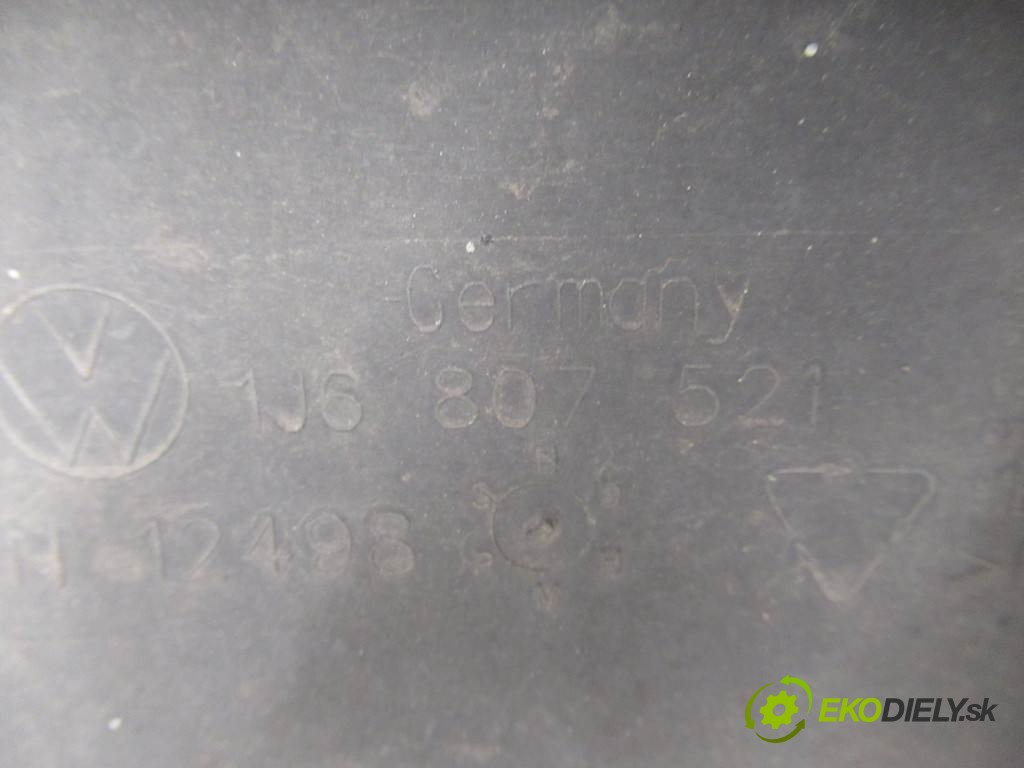 Germany
1J6 807 521
H 12498
EKODIELY.sk